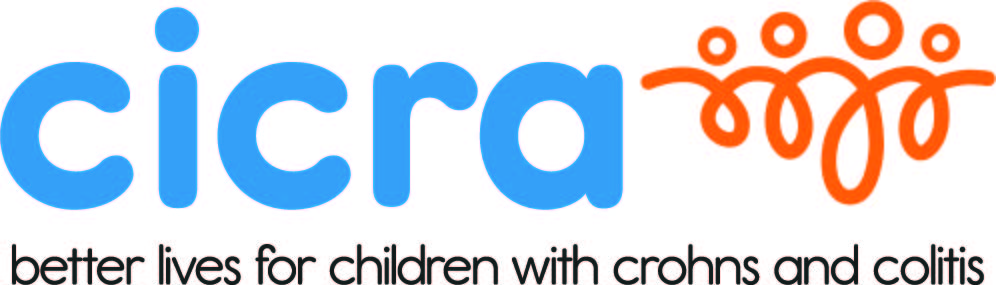 cicra
better lives for children with crohns and colitis